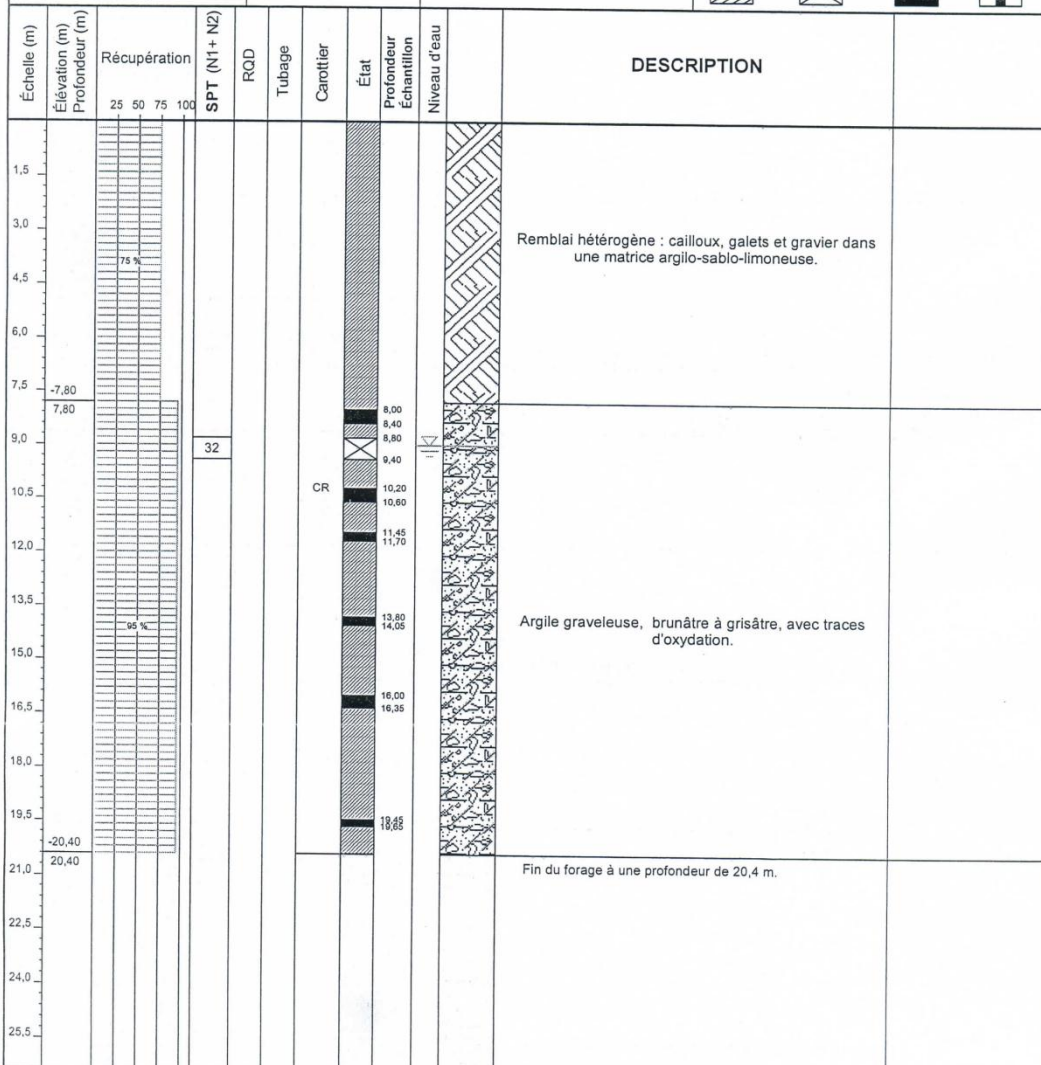 Échelle (m)
Élévation (m)
Profondeur (m)
Récupération
25 50 75 100
SPT (N1+ N2)
RQD
Tubage
Carottier
État
Profondeur
Échantillon
Niveau d'eau
DESCRIPTION
1,5
3,0
75 %
Remblai hétérogène : cailloux, galets et gravier dans
une matrice argilo-sablo-limoneuse.
4,5
6,0
7,5
-7,80
7,80
8,00
8,40
8,80
9,0
32
9,40
10,20
10,5
CR
10,60
11,45
11,70
12,0
13,5
13,80
14,05
95 %
Argile graveleuse, brunâtre à grisâtre, avec traces
d'oxydation.
15,0
16,00
16,35
16,5
18,0
19,5
19,45
19,65
-20,40
20,40
21,0
Fin du forage à une profondeur de 20,4 m.
22,5
24,0
25,5